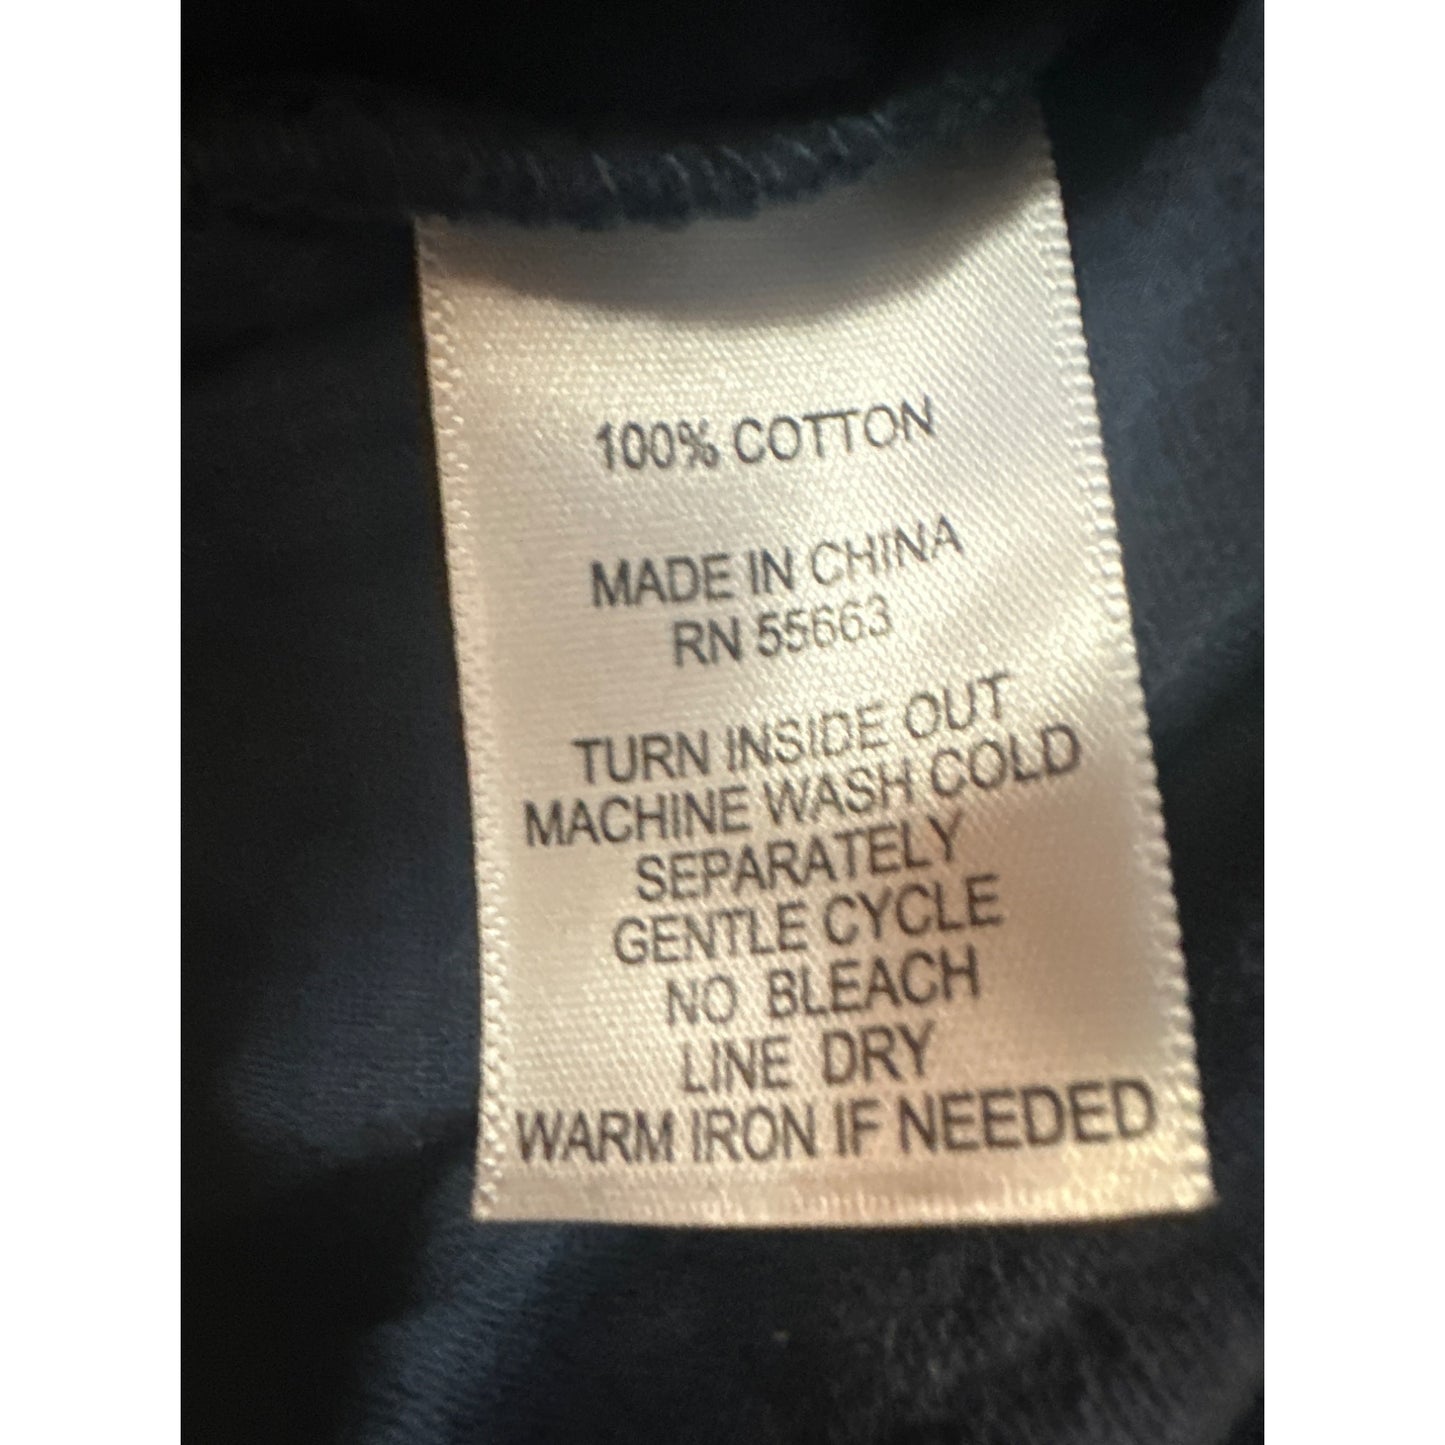 100% COTTON
MADE IN CHINA
RN 55663
TURN INSIDE OUT
MACHINE WASH COLD
SEPARATELY
GENTLE CYCLE
NO BLEACH
LINE DRY
WARM IRON IF NEEDED